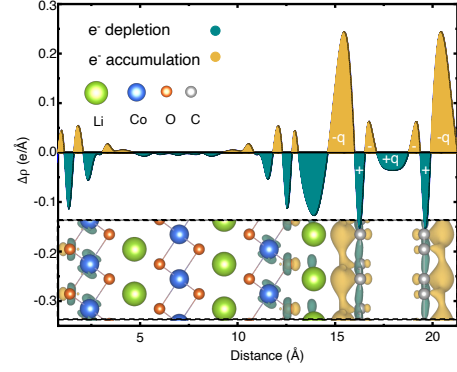 0.3
e⁻ depletion
e⁻ accumulation
0.2
Li Co O C
0.1
-q - - -q
0.0
+q
+ +
-0.1
-0.2
-0.3
Δρ (e/Å)
5 10 15 20
Distance (Å)